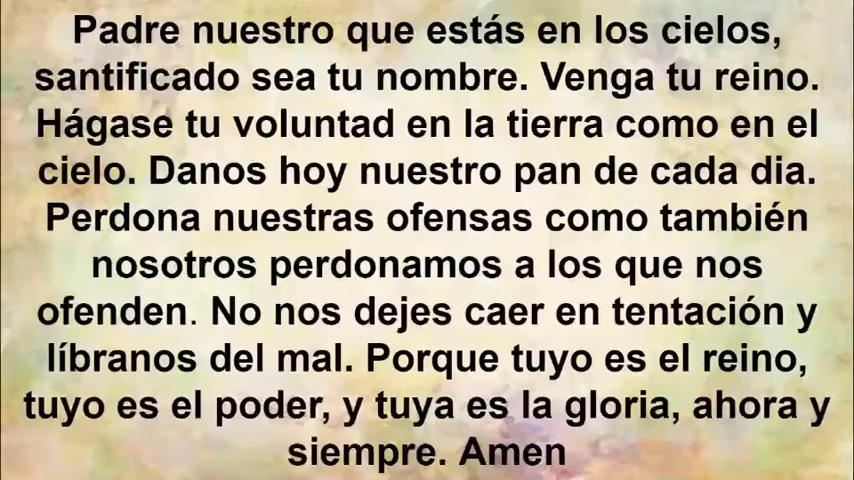 Padre nuestro que estás en los cielos,
santificado sea tu nombre. Venga tu reino.
Hágase tu voluntad en la tierra como en el
cielo. Danos hoy nuestro pan de cada dia.
Perdona nuestras ofensas como también
nosotros perdonamos a los que nos
ofenden. No nos dejes caer en tentación y
líbranos del mal. Porque tuyo es el reino,
tuyo es el poder, y tuya es la gloria, ahora y
siempre. Amen